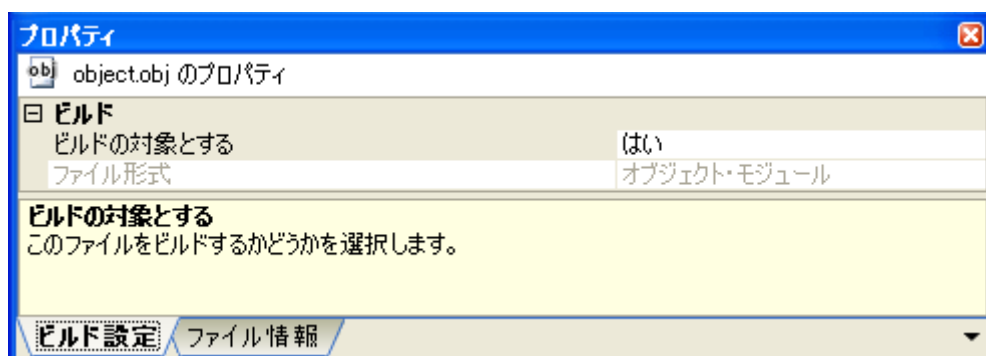 プロパティ
obj object.obj のプロパティ
ビルド
ビルドの対象とする はい
ファイル形式 オブジェクト・モジュール
ビルドの対象とする
このファイルをビルドするかどうかを選択します。
ビルド設定 ファイル情報